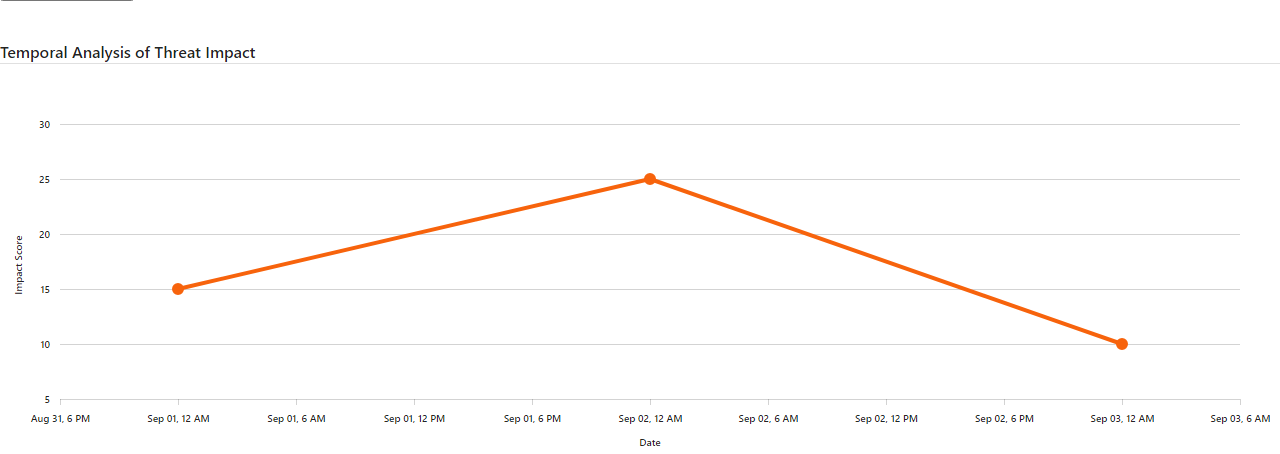 Temporal Analysis of Threat Impact
30
25
20
15
10
5
Impact Score
Aug 31, 6 PM Sep 01, 12 AM Sep 01, 6 AM Sep 01, 12 PM Sep 01, 6 PM Sep 02, 12 AM Sep 02, 6 AM Sep 02, 12 PM Sep 02, 6 PM Sep 03, 12 AM Sep 03, 6 AM
Date